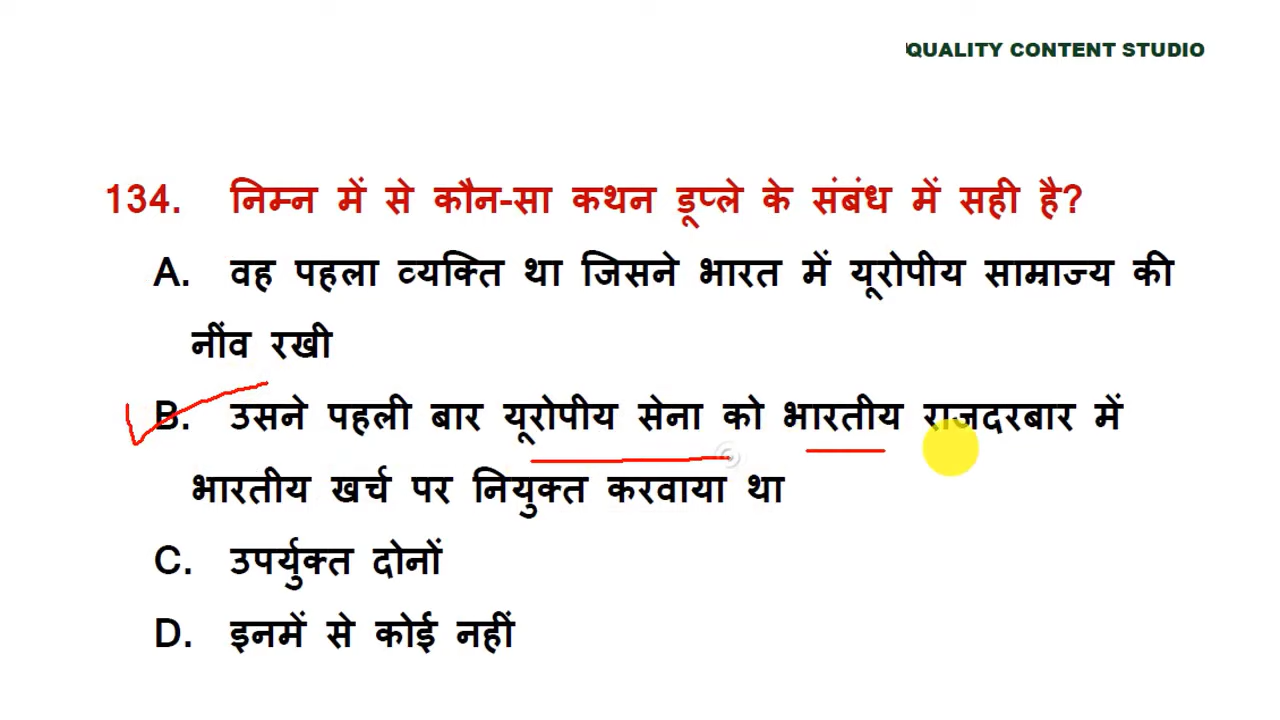 QUALITY CONTENT STUDIO
134. निम्न में से कौन-सा कथन डूप्ले के संबंध में सही है?
A. वह पहला व्यक्ति था जिसने भारत में यूरोपीय साम्राज्य की
नींव रखी
B. उसने पहली बार यूरोपीय सेना को भारतीय राजदरबार में
भारतीय खर्च पर नियुक्त करवाया था
C. उपर्युक्त दोनों
D. इनमें से कोई नहीं